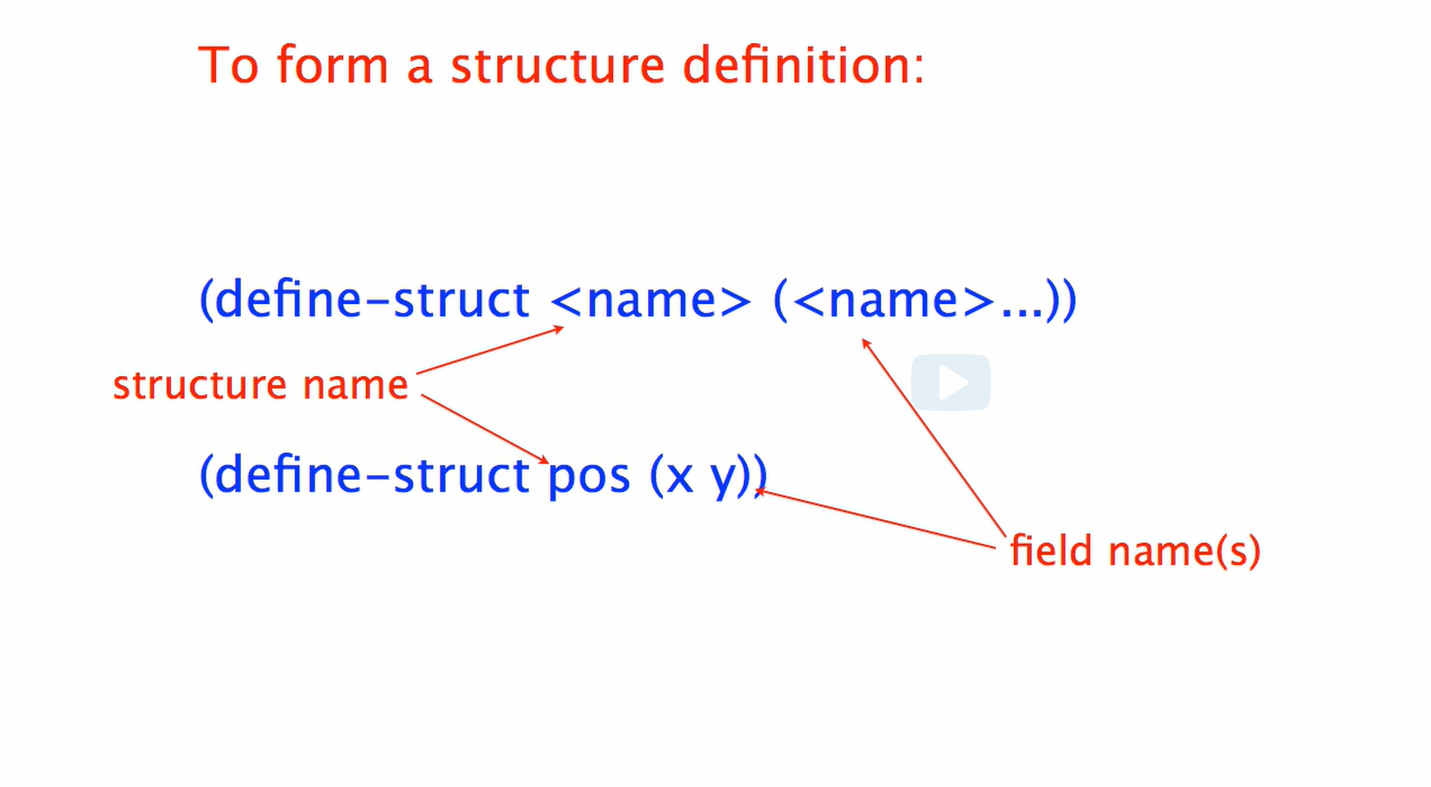 To form a structure definition:
(define-struct <name> (<name>...))
structure name
(define-struct pos (x y))
field name(s)